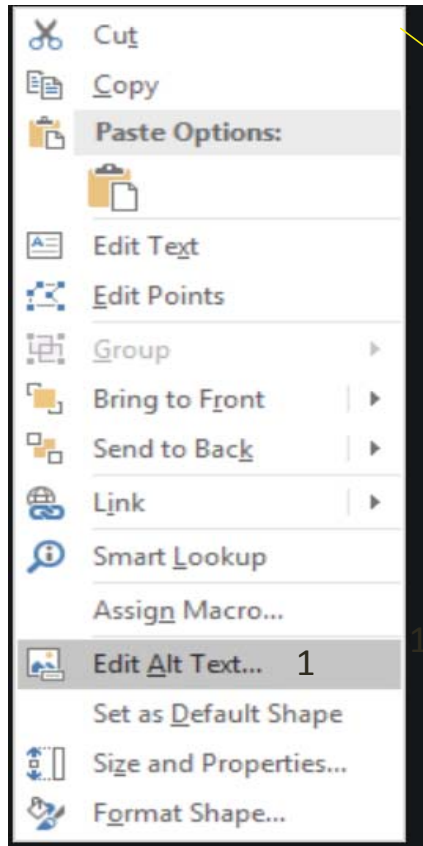 Cut
Copy
Paste Options:
Edit Text
Edit Points
Group
Bring to Front
Send to Back
Link
Smart Lookup
Assign Macro...
Edit Alt Text... 1
1
Set as Default Shape
Size and Properties...
Format Shape...